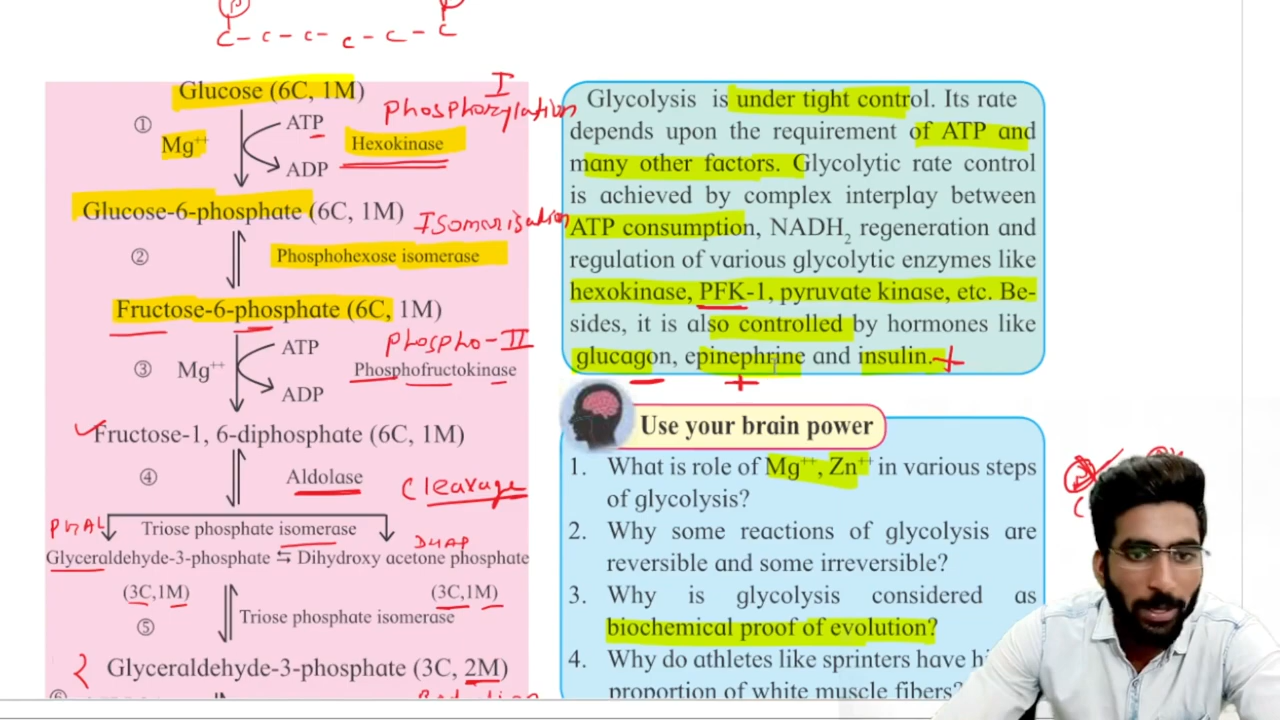 C - C - C - C - C - C
Glucose (6C, 1M)
I
Phosphorylation
① Mg++ ATP
Hexokinase
ADP
Glucose-6-phosphate (6C, 1M)
Isomarisation
② Phosphohexose isomerase
Fructose-6-phosphate (6C, 1M)
Phospho-II
③ Mg++ ATP
Phosphofructokinase
ADP
Fructose-1, 6-diphosphate (6C, 1M)
④ Aldolase
Cleavage
PGAL
Triose phosphate isomerase
DHAP
Glyceraldehyde-3-phosphate ⇆ Dihydroxy acetone phosphate
(3C,1M) (3C,1M)
⑤ Triose phosphate isomerase
Glyceraldehyde-3-phosphate (3C, 2M)
Glycolysis is under tight control. Its rate
depends upon the requirement of ATP and
many other factors. Glycolytic rate control
is achieved by complex interplay between
ATP consumption, NADH2 regeneration and
regulation of various glycolytic enzymes like
hexokinase, PFK-1, pyruvate kinase, etc. Be-
sides, it is also controlled by hormones like
glucagon, epinephrine and insulin. +
+
Use your brain power
1. What is role of Mg++, Zn++ in various steps
of glycolysis?
2. Why some reactions of glycolysis are
reversible and some irreversible?
3. Why is glycolysis considered as
biochemical proof of evolution?
4. Why do athletes like sprinters have
proportion of white muscle fibers?